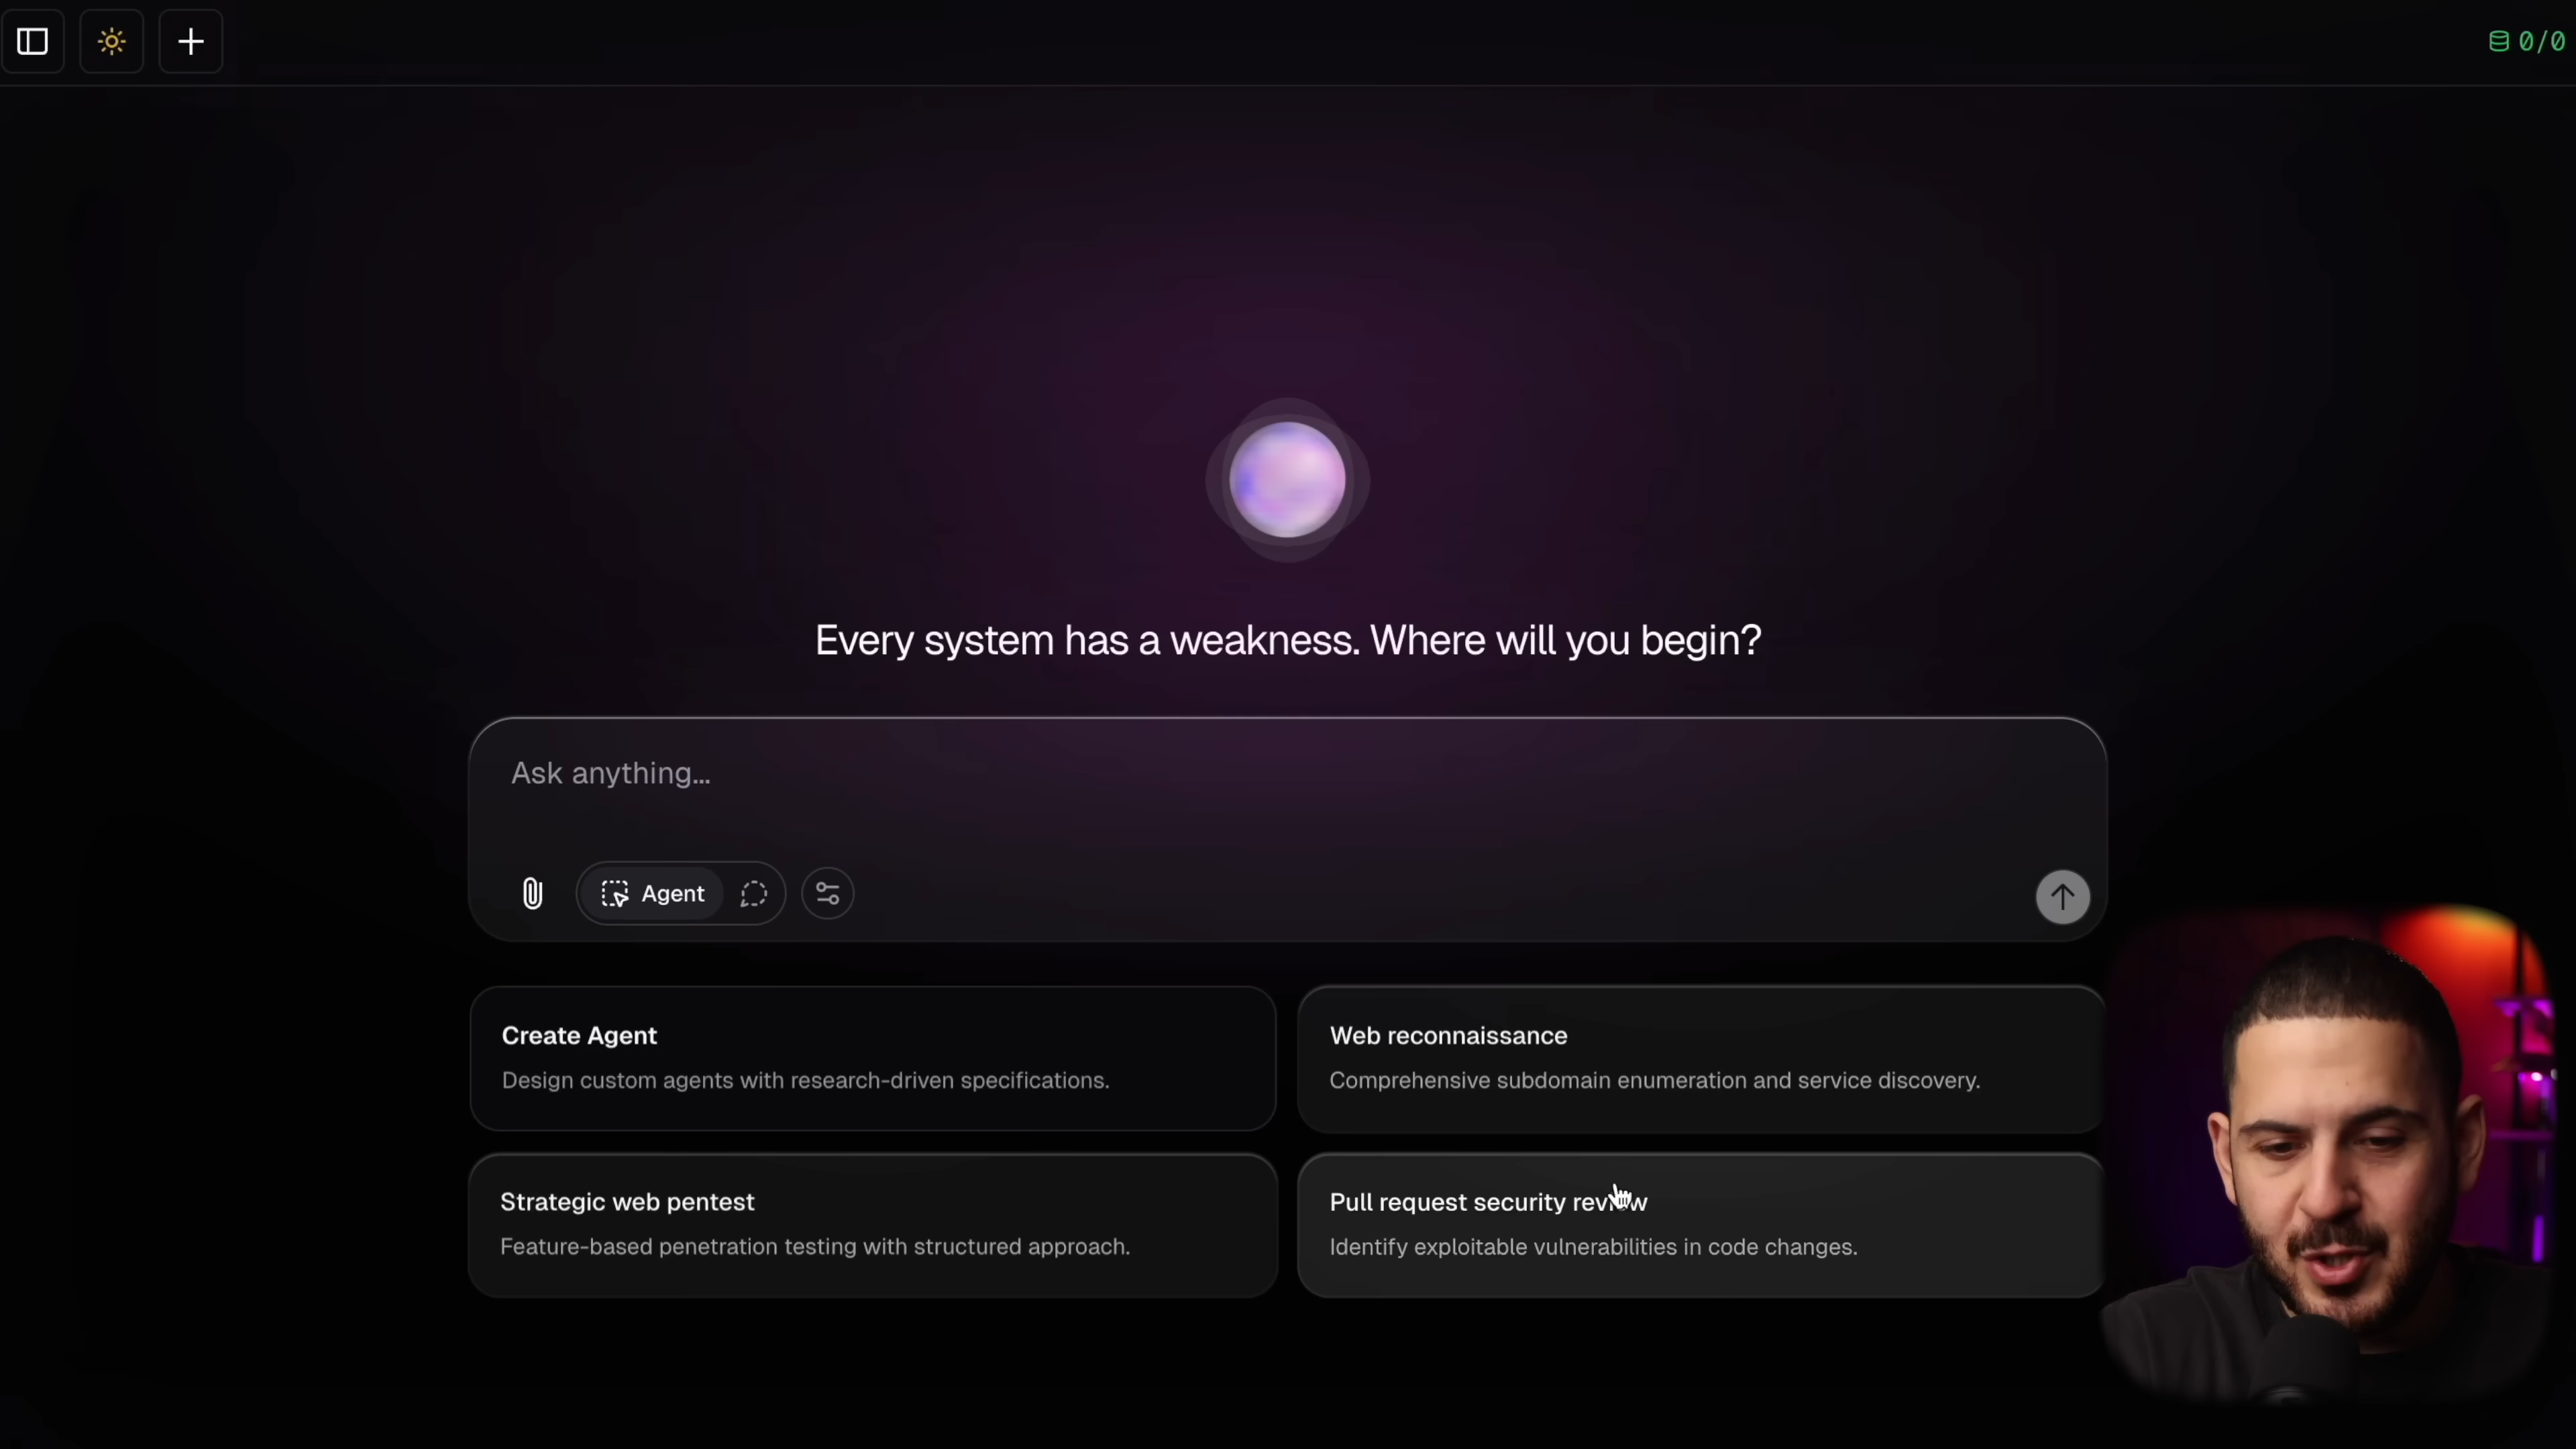 0/0
Every system has a weakness. Where will you begin?
Ask anything...
Agent
Create Agent
Design custom agents with research-driven specifications.
Web reconnaissance
Comprehensive subdomain enumeration and service discovery.
Strategic web pentest
Feature-based penetration testing with structured approach.
Pull request security review
Identify exploitable vulnerabilities in code changes.